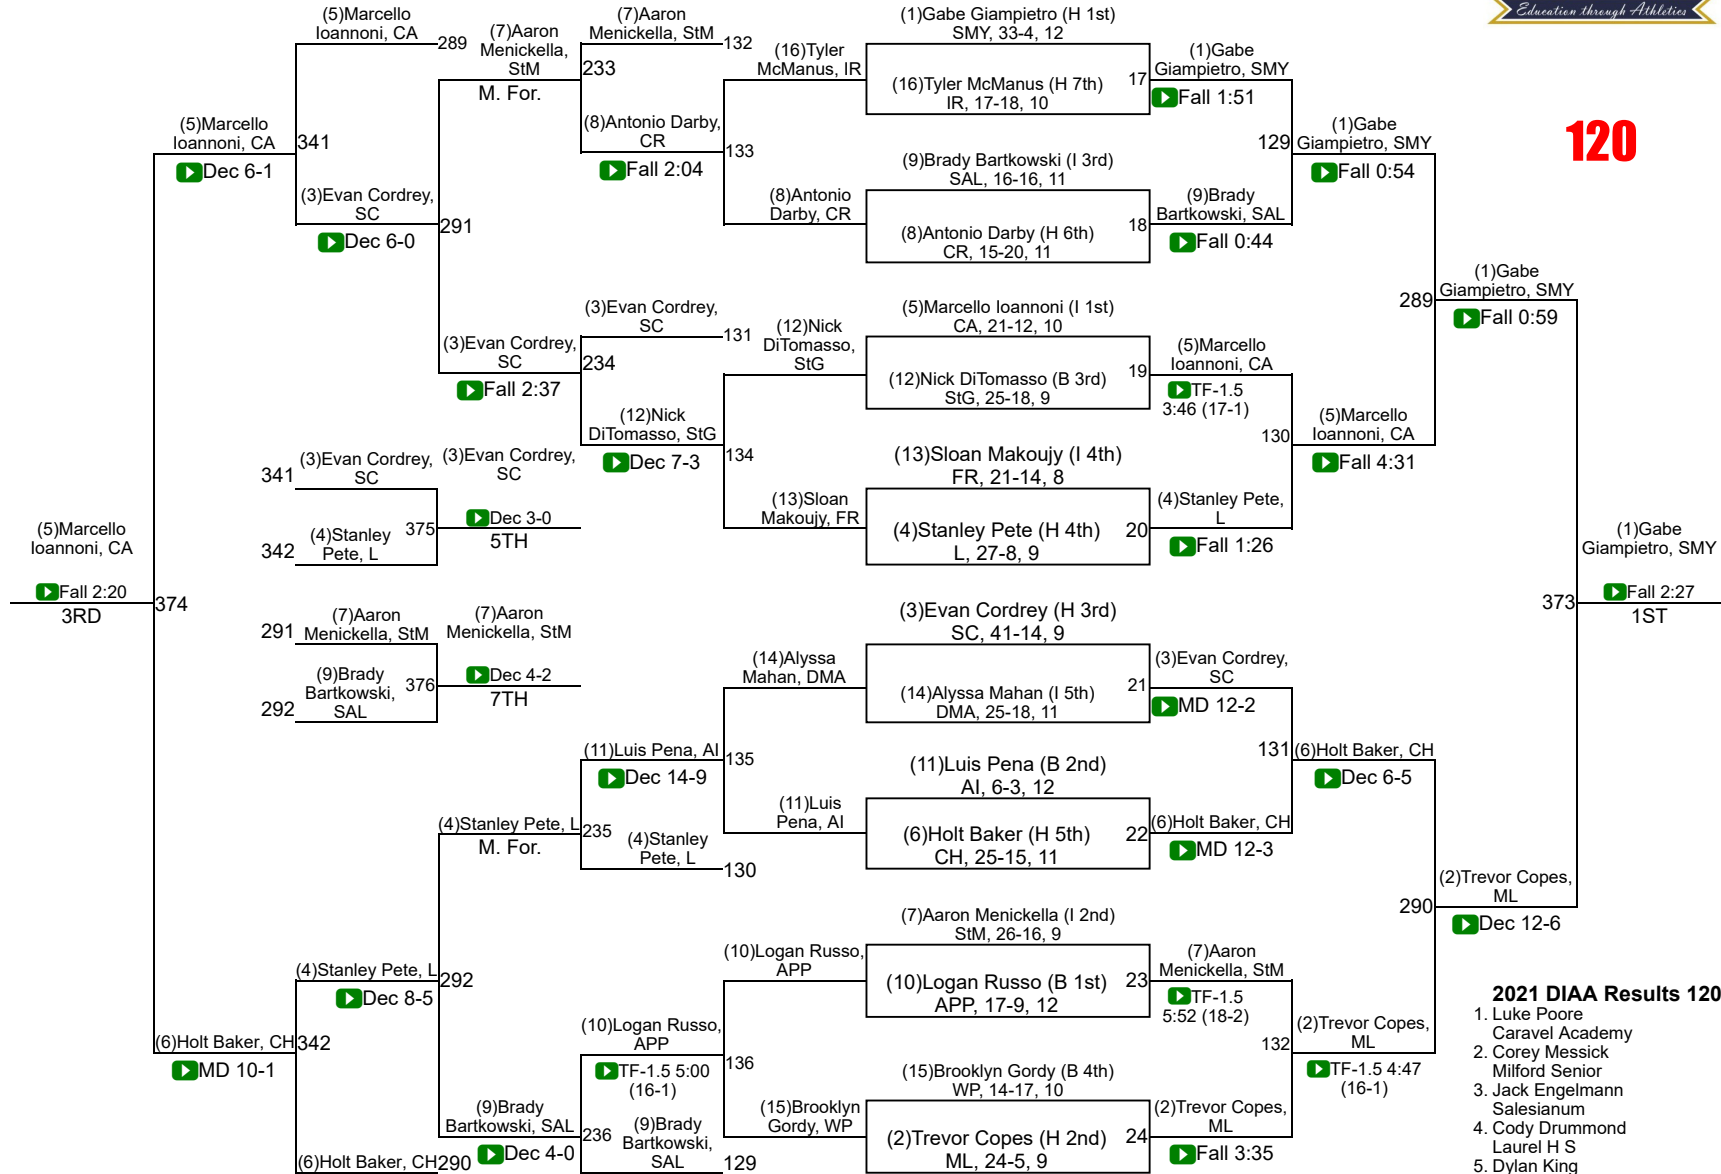 Education through Athletics
120
(5)Marcello
Ioannoni, CA
289
(5)Marcello
Ioannoni, CA
341
Dec 6-1
(3)Evan Cordrey,
SC
291
Dec 6-0
(7)Aaron
Menickella,
StM
233
M. For.
(7)Aaron
Menickella, StM
132
(8)Antonio Darby,
CR
133
Fall 2:04
(16)Tyler
McManus, IR
(8)Antonio
Darby, CR
(1)Gabe Giampietro (H 1st)
SMY, 33-4, 12
(16)Tyler McManus (H 7th)
IR, 17-18, 10
17
(1)Gabe
Giampietro, SMY
Fall 1:51
(9)Brady Bartkowski (I 3rd)
SAL, 16-16, 11
(8)Antonio Darby (H 6th)
CR, 15-20, 11
18
(9)Brady
Bartkowski, SAL
Fall 0:44
129
(1)Gabe
Giampietro, SMY
Fall 0:54
(3)Evan Cordrey,
SC
234
Fall 2:37
(3)Evan Cordrey,
SC
131
(12)Nick
DiTomasso, StG
134
Dec 7-3
(12)Nick
DiTomasso,
StG
(13)Sloan
Makoujy, FR
(5)Marcello Ioannoni (I 1st)
CA, 21-12, 10
(12)Nick DiTomasso (B 3rd)
StG, 25-18, 9
19
(5)Marcello
Ioannoni, CA
TF-1.5
3:46 (17-1)
(13)Sloan Makoujy (I 4th)
FR, 21-14, 8
(4)Stanley Pete (H 4th)
L, 27-8, 9
20
(4)Stanley Pete,
L
Fall 1:26
130
(5)Marcello
Ioannoni, CA
Fall 4:31
289
(1)Gabe
Giampietro, SMY
Fall 0:59
341
(3)Evan Cordrey,
SC
342
(4)Stanley
Pete, L
375
(3)Evan Cordrey,
SC
Dec 3-0
5TH
(5)Marcello
Ioannoni, CA
Fall 2:20
3RD
374
291
(7)Aaron
Menickella, StM
292
(9)Brady
Bartkowski,
SAL
376
(7)Aaron
Menickella, StM
Dec 4-2
7TH
373
(1)Gabe
Giampietro, SMY
Fall 2:27
1ST
(3)Evan Cordrey (H 3rd)
SC, 41-14, 9
(14)Alyssa Mahan (I 5th)
DMA, 25-18, 11
21
(3)Evan Cordrey,
SC
MD 12-2
(14)Alyssa
Mahan, DMA
(11)Luis Pena, AI
135
Dec 14-9
(11)Luis
Pena, AI
(11)Luis Pena (B 2nd)
AI, 6-3, 12
(6)Holt Baker (H 5th)
CH, 25-15, 11
22
(6)Holt Baker, CH
MD 12-3
131
(6)Holt Baker, CH
Dec 6-5
(4)Stanley Pete, L
235
M. For.
(4)Stanley
Pete, L
130
290
(2)Trevor Copes,
ML
Dec 12-6
(7)Aaron Menickella (I 2nd)
StM, 26-16, 9
(10)Logan Russo (B 1st)
APP, 17-9, 12
23
(7)Aaron
Menickella, StM
TF-1.5
5:52 (18-2)
(10)Logan Russo,
APP
(4)Stanley Pete, L
292
Dec 8-5
(10)Logan Russo,
APP
136
TF-1.5 5:00
(16-1)
(6)Holt Baker, CH
342
MD 10-1
132
(2)Trevor Copes,
ML
TF-1.5 4:47
(16-1)
(15)Brooklyn
Gordy, WP
(15)Brooklyn Gordy (B 4th)
WP, 14-17, 10
(2)Trevor Copes (H 2nd)
ML, 24-5, 9
24
(2)Trevor Copes,
ML
Fall 3:35
(9)Brady
Bartkowski, SAL
236
Dec 4-0
(9)Brady
Bartkowski,
SAL
129
(6)Holt Baker, CH
290
2021 DIAA Results 120
1. Luke Poore
Caravel Academy
2. Corey Messick
Milford Senior
3. Jack Engelmann
Salesianum
4. Cody Drummond
Laurel H S
5. Dylan King